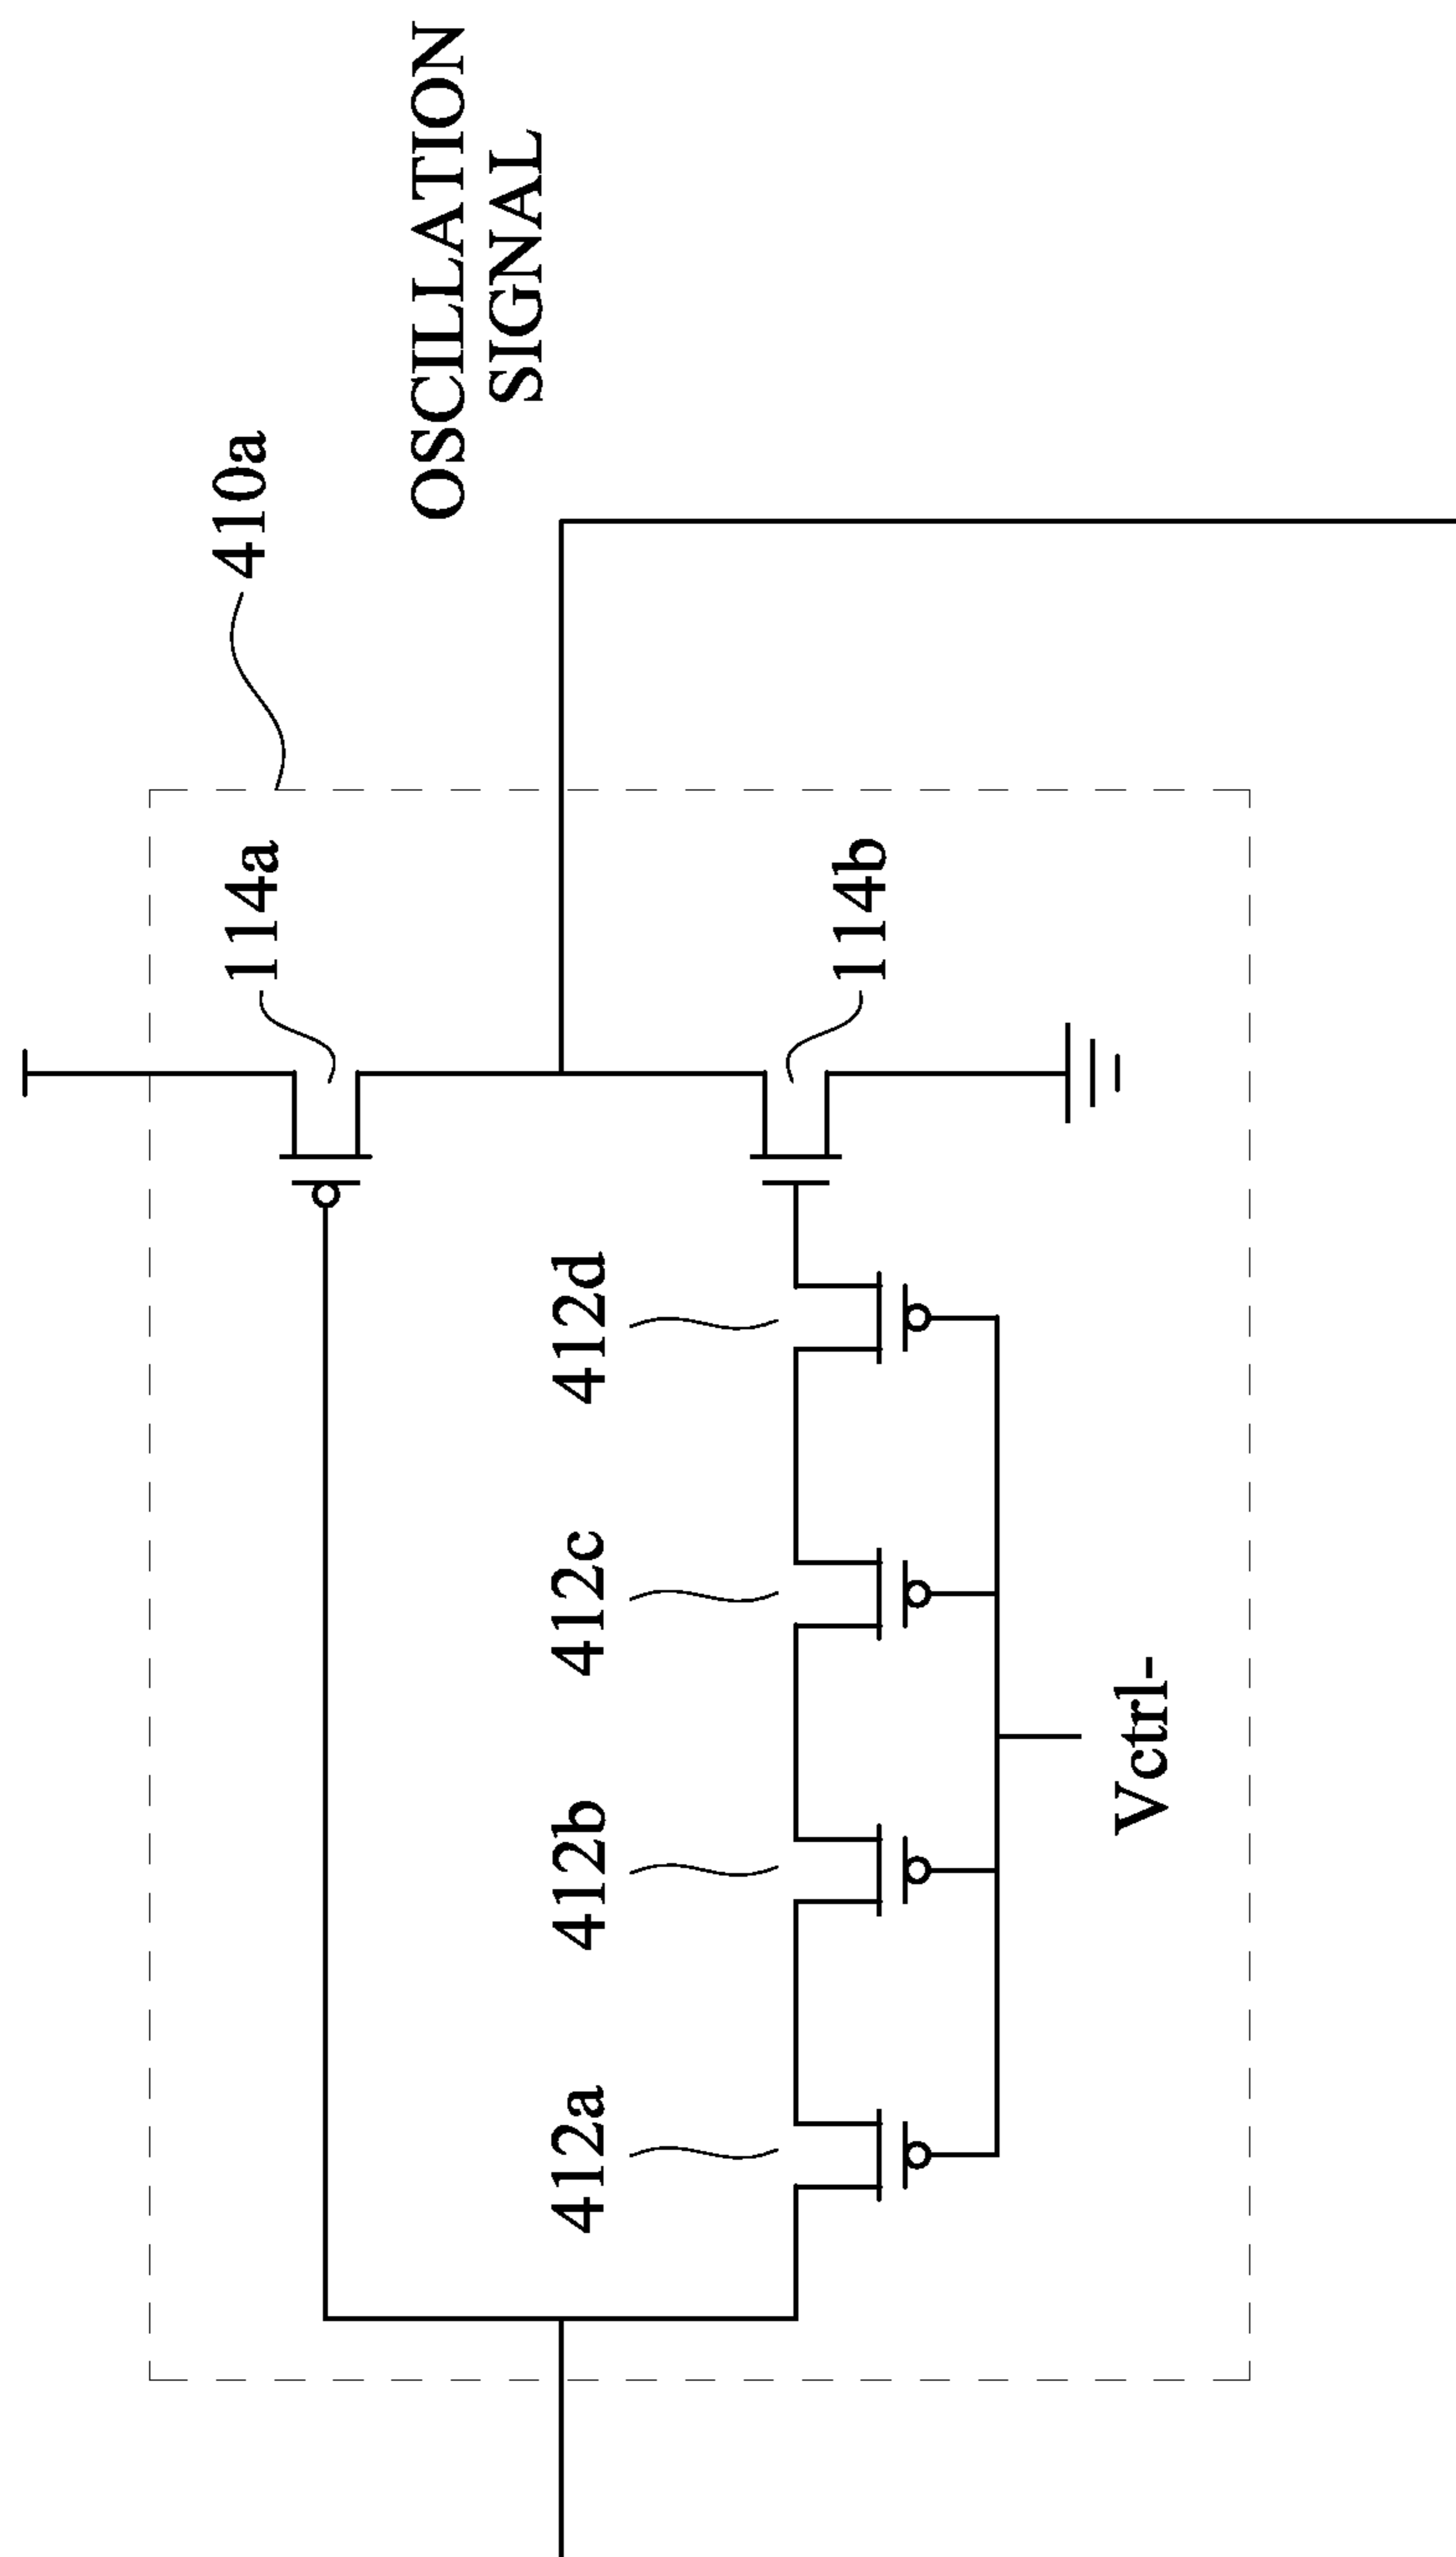 OSCILLATION
SIGNAL
410a
114a
114b
412a
412b
412c
412d
Vctrl-